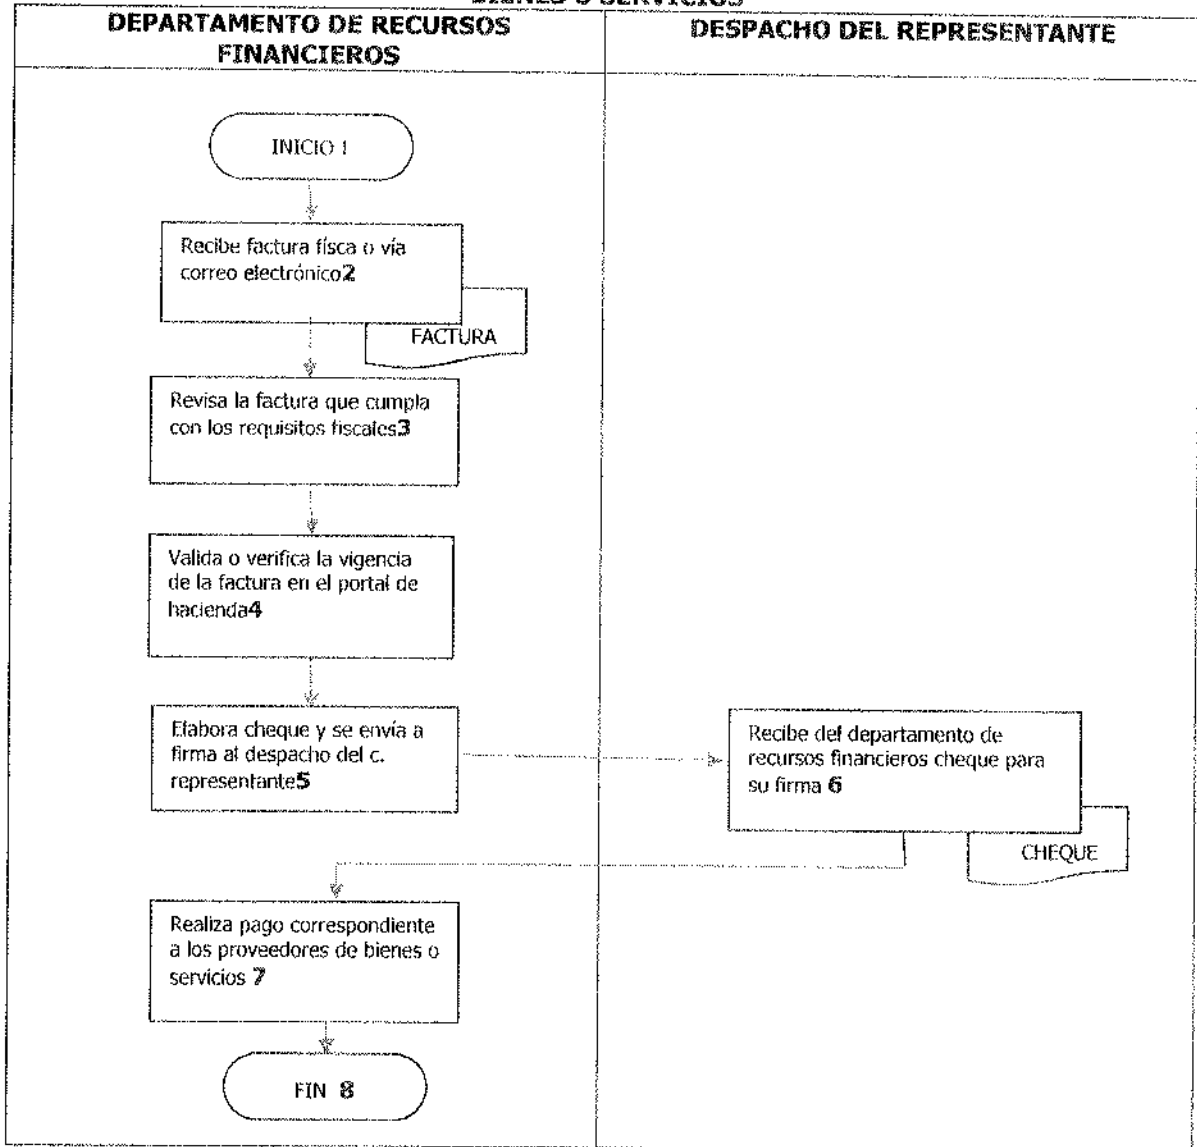 BIENES O SERVICIOS
DEPARTAMENTO DE RECURSOS
FINANCIEROS
DESPACHO DEL REPRESENTANTE
INICIO 1
Recibe factura físca o vía
correo electrónico2
FACTURA
Revisa la factura que cumpla
con los requisitos fiscales3
Valida o verifica la vigencia
de la factura en el portal de
hacienda4
Elabora cheque y se envía a
firma al despacho del c.
representante5
Recibe del departamento de
recursos financieros cheque para
su firma 6
CHEQUE
Realiza pago correspondiente
a los proveedores de bienes o
servicios 7
FIN 8